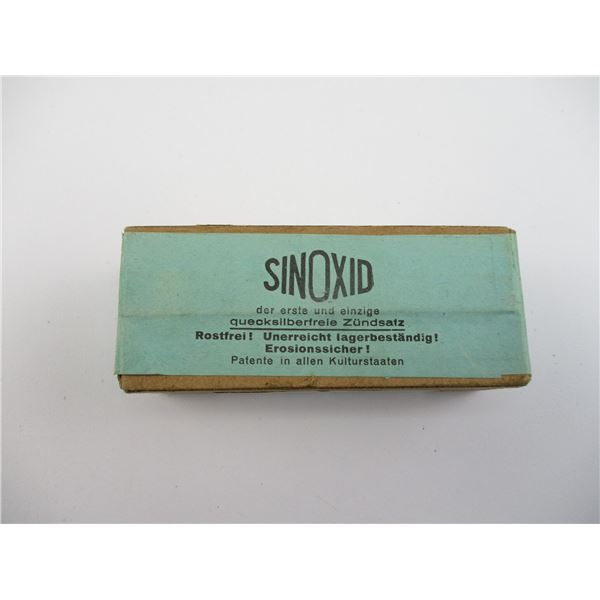 SINOXID
der erste und einzige
quecksilberfreie Zündsatz
Rostfrei! Unerreicht lagerbeständig!
Erosionssicher!
Patente in allen Kulturstaaten